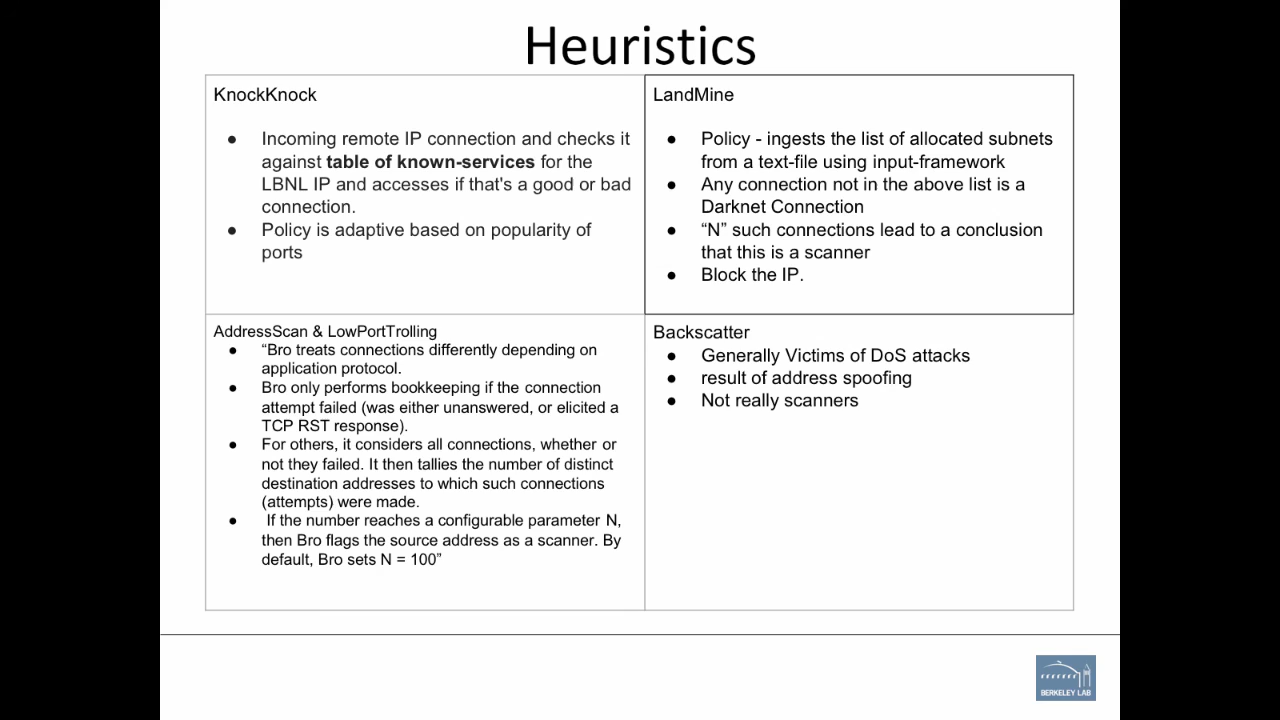 Heuristics
KnockKnock
● Incoming remote IP connection and checks it
against table of known-services for the
LBNL IP and accesses if that's a good or bad
connection.
● Policy is adaptive based on popularity of
ports
LandMine
● Policy - ingests the list of allocated subnets
from a text-file using input-framework
● Any connection not in the above list is a
Darknet Connection
● “N” such connections lead to a conclusion
that this is a scanner
● Block the IP.
AddressScan & LowPortTrolling
● “Bro treats connections differently depending on
application protocol.
● Bro only performs bookkeeping if the connection
attempt failed (was either unanswered, or elicited a
TCP RST response).
● For others, it considers all connections, whether or
not they failed. It then tallies the number of distinct
destination addresses to which such connections
(attempts) were made.
● If the number reaches a configurable parameter N,
then Bro flags the source address as a scanner. By
default, Bro sets N = 100”
Backscatter
● Generally Victims of DoS attacks
● result of address spoofing
● Not really scanners
BERKELEY LAB